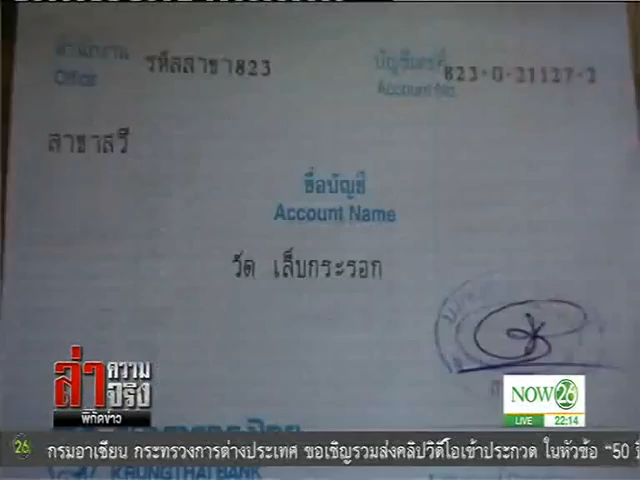 สำนักงาน รหัสสาขา823
Office
บัญชีเลขที่ 823-0-21127-2
Account No.
สาขาสวี
ชื่อบัญชี
Account Name
วัด เล็บกระรอก
ล่า ความ
จริง
พิกัดข่าว
NOW 26
LIVE 22:14
26 กรมอาเซียน กระทรวงการต่างประเทศ ขอเชิญรวมส่งคลิปวิดีโอเข้าประกวด ในหัวข้อ "50 ปี
KRUNGTHAI BANK